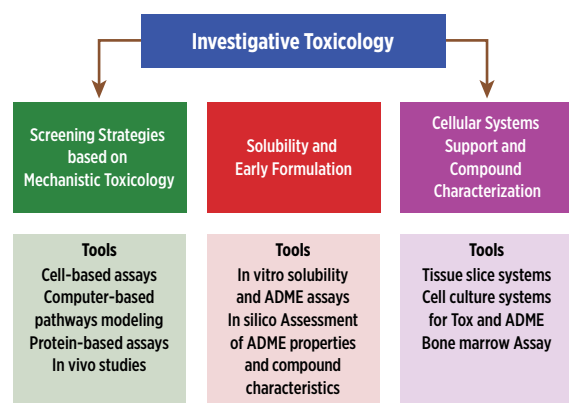 Investigative Toxicology
Screening Strategies
based on
Mechanistic Toxicology
Solubility and
Early Formulation
Cellular Systems
Support and
Compound
Characterization
Tools
Cell-based assays
Computer-based
pathways modeling
Protein-based assays
In vivo studies
Tools
In vitro solubility
and ADME assays
In silico Assessment
of ADME properties
and compound
characteristics
Tools
Tissue slice systems
Cell culture systems
for Tox and ADME
Bone marrow Assay